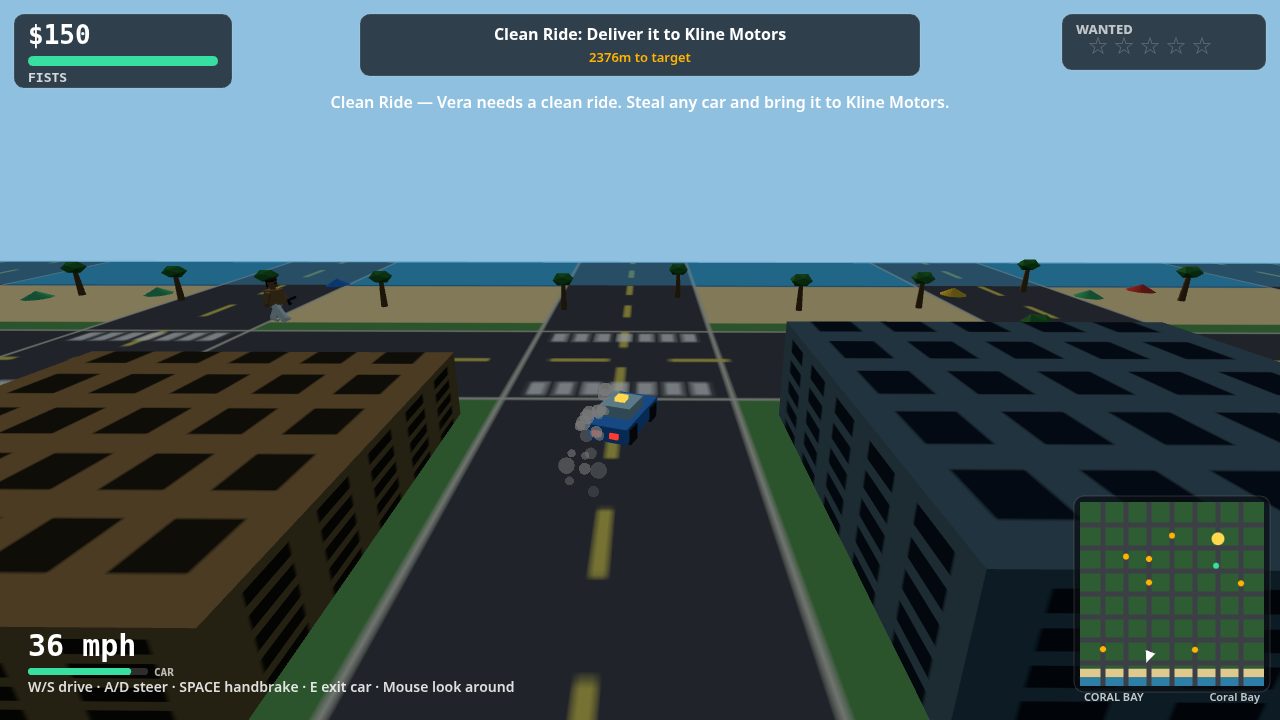 $150
FISTS
Clean Ride: Deliver it to Kline Motors
2376m to target
WANTED
Clean Ride — Vera needs a clean ride. Steal any car and bring it to Kline Motors.
36 mph
CAR
W/S drive · A/D steer · SPACE handbrake · E exit car · Mouse look around
CORAL BAY
Coral Bay